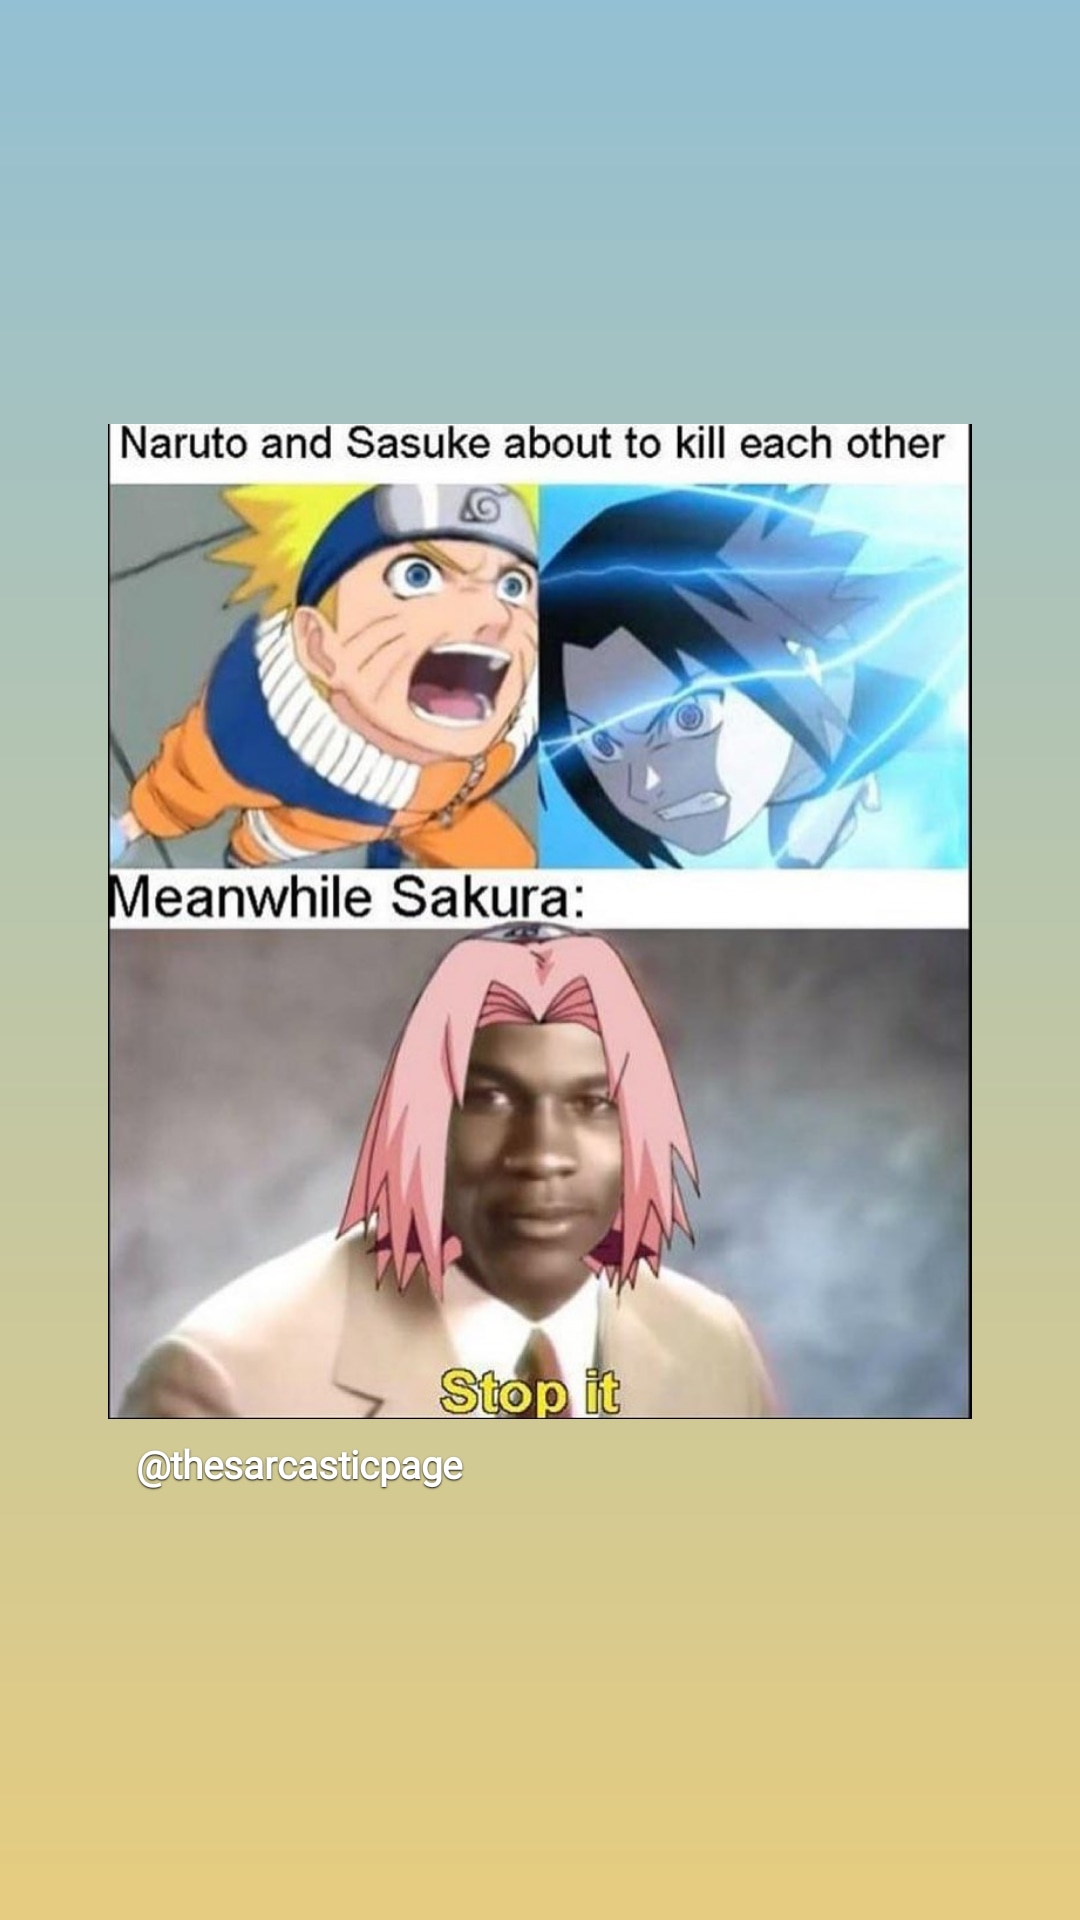 Naruto and Sasuke about to kill each other
Meanwhile Sakura:
Stop it
@thesarcasticpage